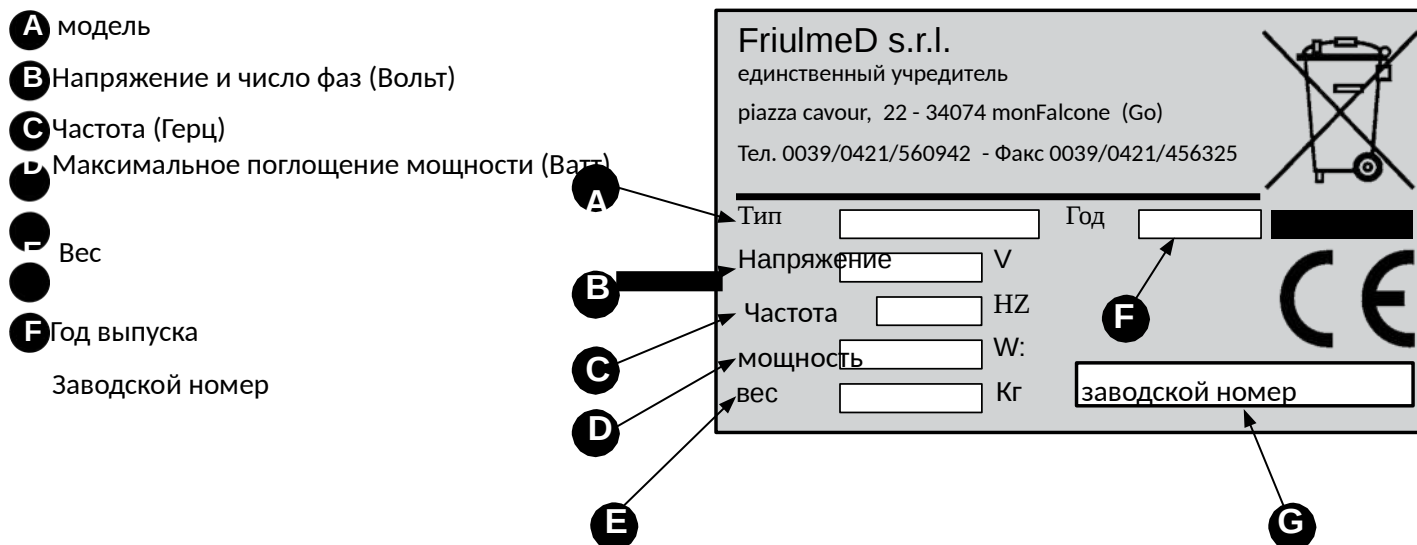 A модель
B Напряжение и число фаз (Вольт)
C Частота (Герц)
D Максимальное поглощение мощности (Ватт)
E Вес
F Год выпуска
Заводской номер
FriulmeD s.r.l.
единственный учредитель
piazza cavour, 22 - 34074 monFalcone (Go)
Тел. 0039/0421/560942 - Факс 0039/0421/456325
A
Тип
Год
Напряжение V
B
F
Частота HZ
C
мощность W:
вес Кг
заводской номер
D
E
G
CE